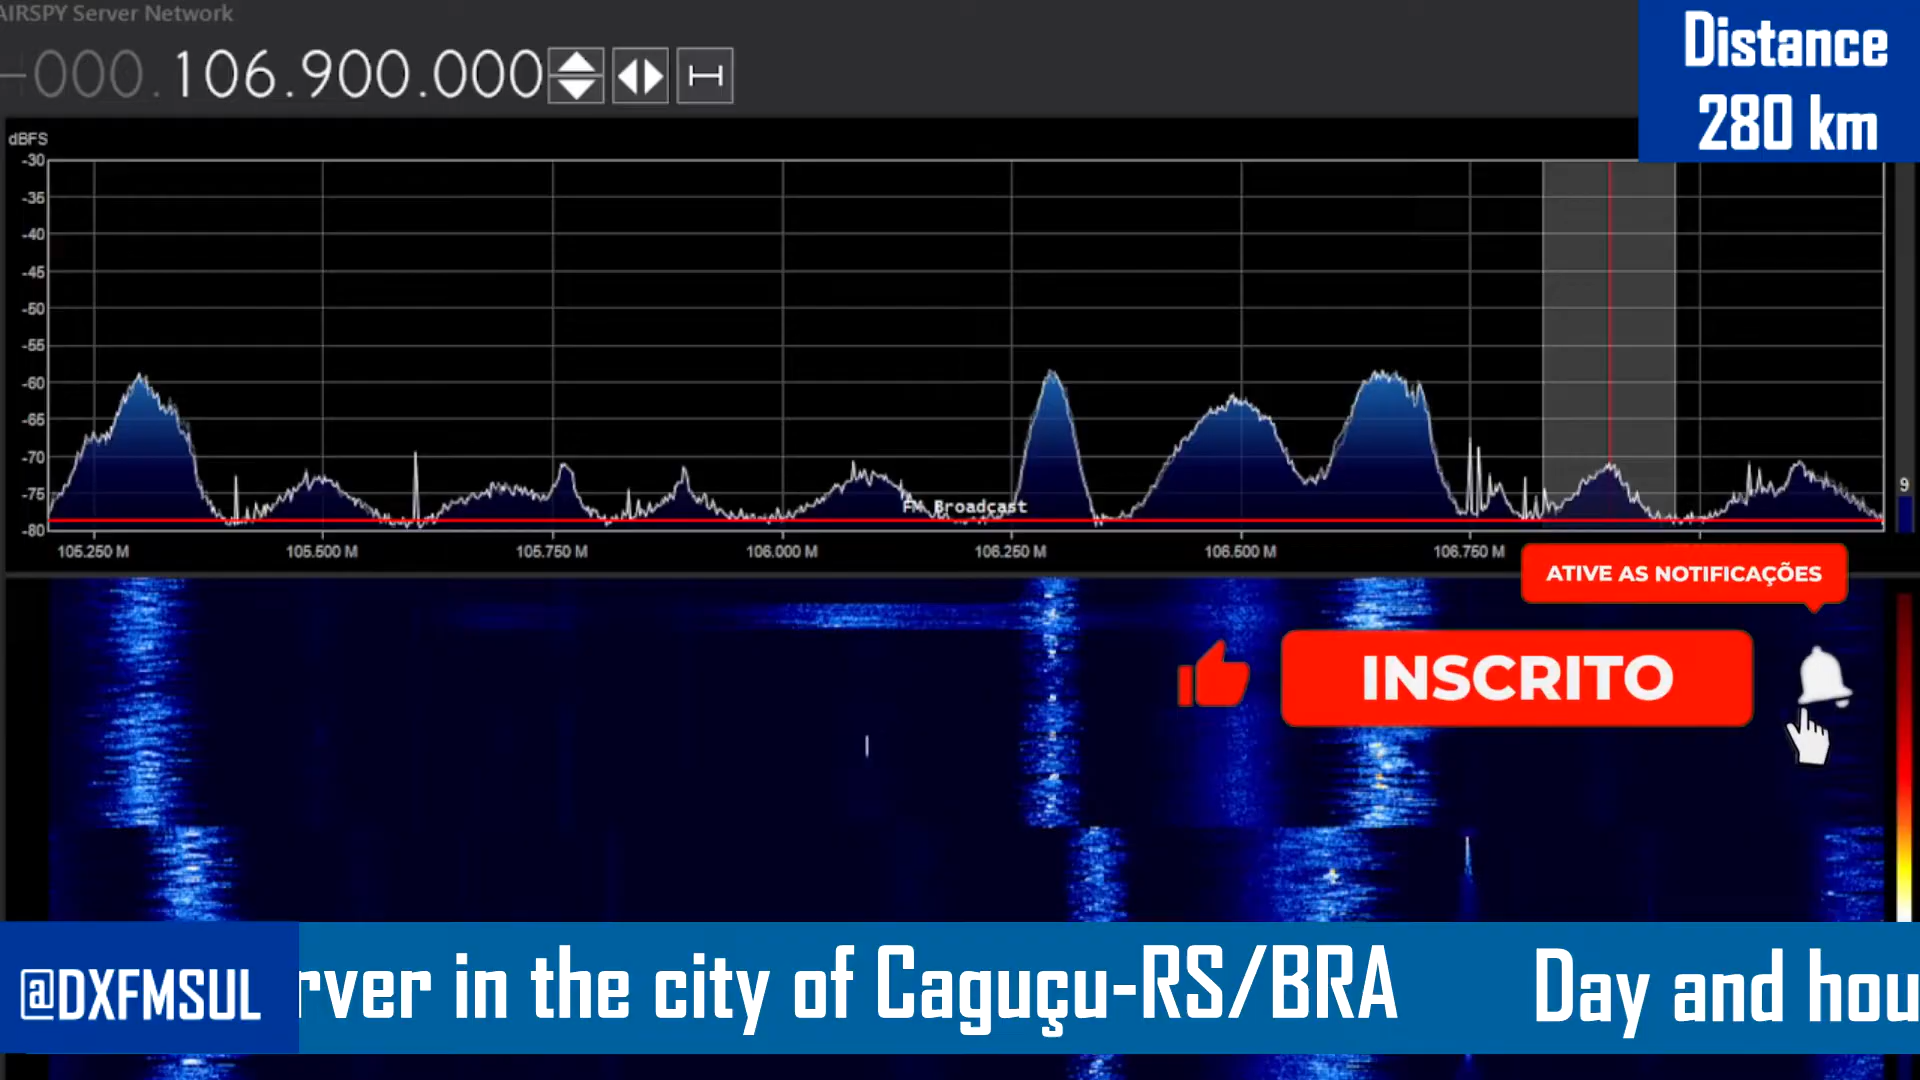 AIRSPY Server Network
000.106.900.000
Distance
280 km
dBFS
-30
-35
-40
-45
-50
-55
-60
-65
-70
-75
-80
9
FM Broadcast
105.250 M 105.500 M 105.750 M 106.000 M 106.250 M 106.500 M 106.750 M
ATIVE AS NOTIFICAÇÕES
INSCRITO
@DXFMSUL
rver in the city of Caguçu-RS/BRA Day and hou